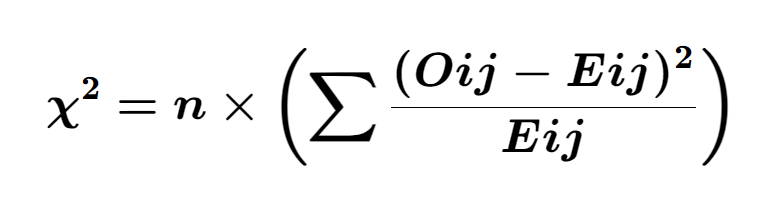 χ² = n × (∑ (Oij − Eij)² / Eij)